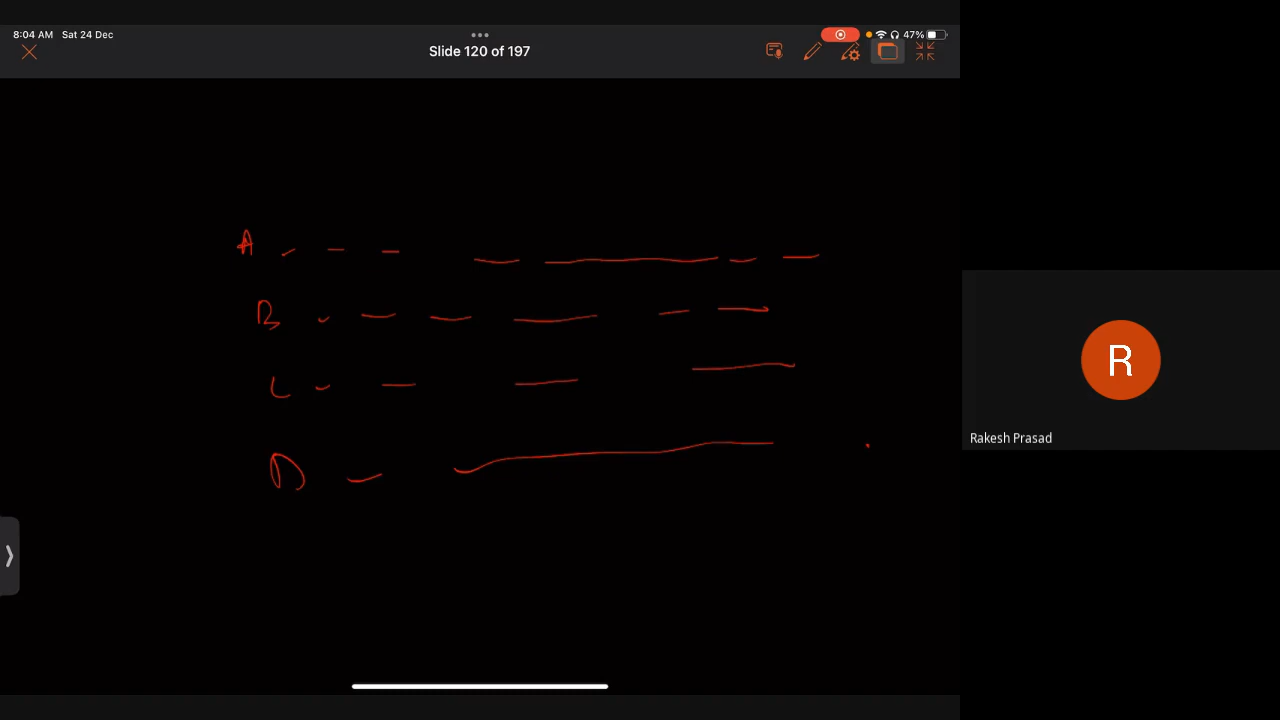 8:04 AM Sat 24 Dec
47%
Slide 120 of 197
A
B
C
D
R
Rakesh Prasad